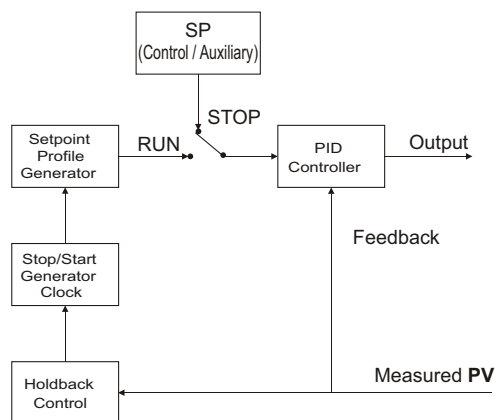 SP
(Control / Auxiliary)
STOP
Setpoint
Profile
Generator
RUN
PID
Controller
Output
Feedback
Stop/Start
Generator
Clock
Measured PV
Holdback
Control